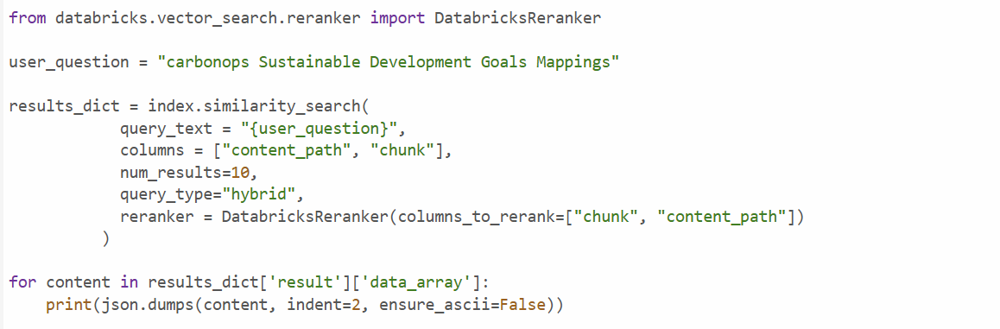 from databricks.vector_search.reranker import DatabricksReranker
user_question = "carbonops Sustainable Development Goals Mappings"
results_dict = index.similarity_search(
            query_text = "{user_question}",
            columns = ["content_path", "chunk"],
            num_results=10,
            query_type="hybrid",
            reranker = DatabricksReranker(columns_to_rerank=["chunk", "content_path"])
          )
for content in results_dict['result']['data_array']:
    print(json.dumps(content, indent=2, ensure_ascii=False))